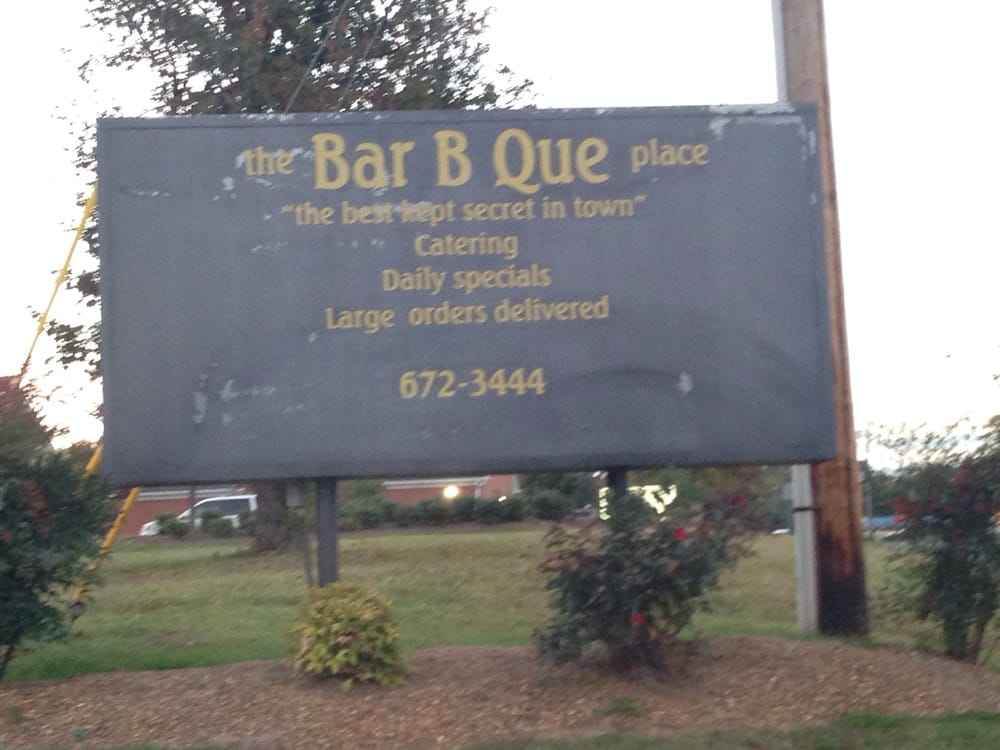 the Bar B Que place
"the best kept secret in town"
Catering
Daily specials
Large orders delivered
672-3444